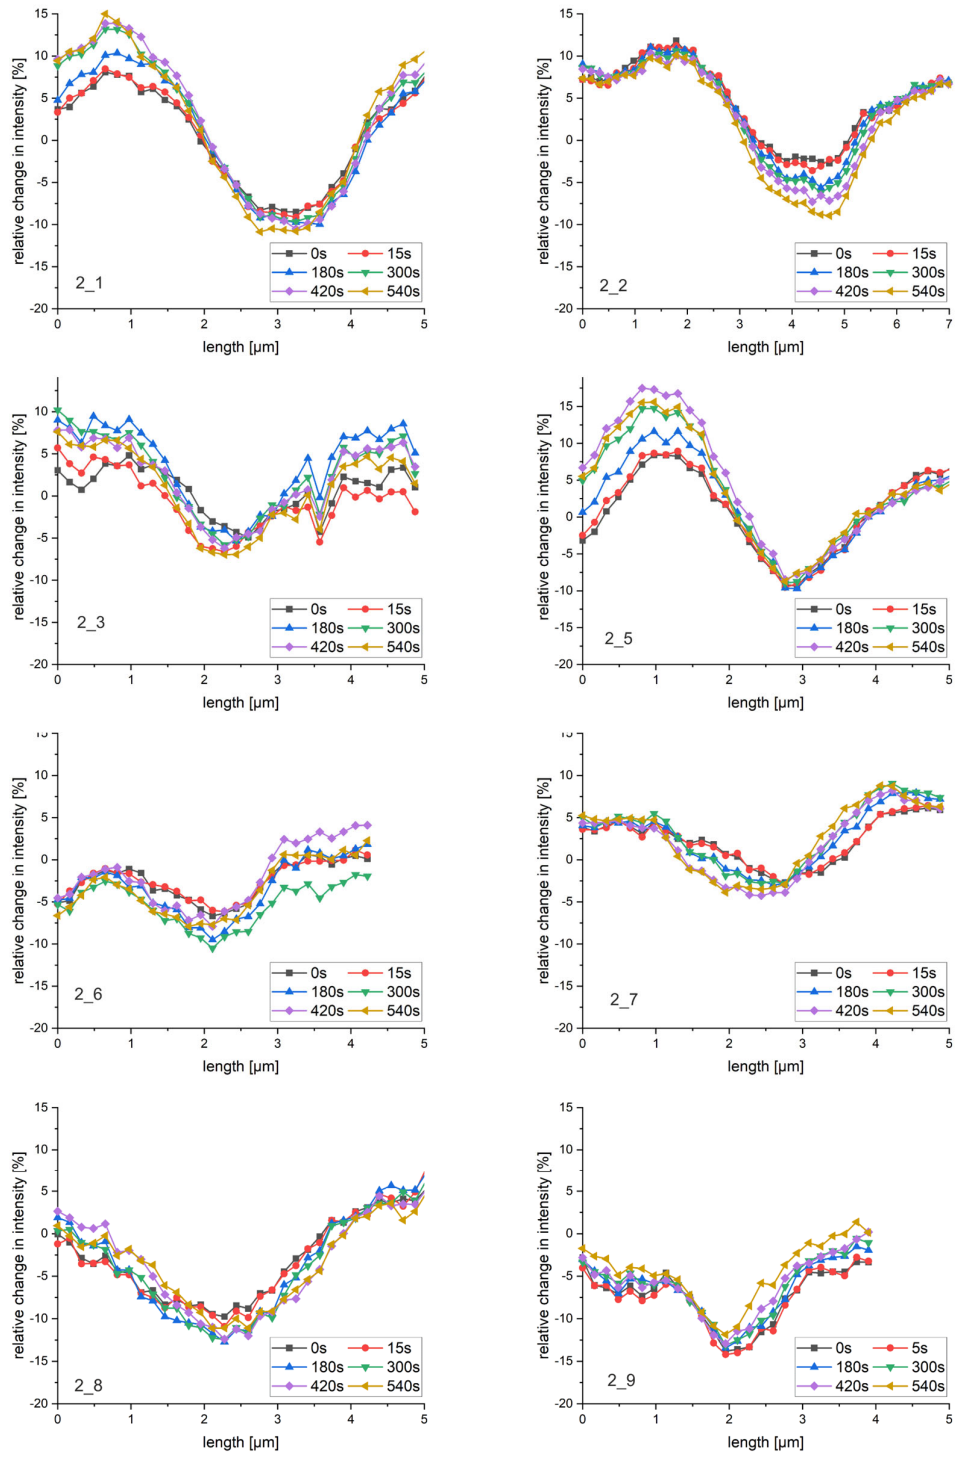 relative change in intensity [%]
15
10
5
0
-5
-10
-15
-20
2_1
0s 15s
180s 300s
420s 540s
0 1 2 3 4 5
length [µm]
relative change in intensity [%]
15
10
5
0
-5
-10
-15
-20
2_2
0s 15s
180s 300s
420s 540s
0 1 2 3 4 5 6 7
length [µm]
relative change in intensity [%]
10
5
0
-5
-10
-15
-20
2_3
0s 15s
180s 300s
420s 540s
0 1 2 3 4 5
length [µm]
relative change in intensity [%]
15
10
5
0
-5
-10
-15
-20
2_5
0s 15s
180s 300s
420s 540s
0 1 2 3 4 5
length [µm]
relative change in intensity [%]
15
10
5
0
-5
-10
-15
-20
2_6
0s 15s
180s 300s
420s 540s
0 1 2 3 4 5
length [µm]
relative change in intensity [%]
15
10
5
0
-5
-10
-15
-20
2_7
0s 15s
180s 300s
420s 540s
0 1 2 3 4 5
length [µm]
relative change in intensity [%]
15
10
5
0
-5
-10
-15
-20
2_8
0s 15s
180s 300s
420s 540s
0 1 2 3 4 5
length [µm]
relative change in intensity [%]
15
10
5
0
-5
-10
-15
-20
2_9
0s 5s
180s 300s
420s 540s
0 1 2 3 4 5
length [µm]